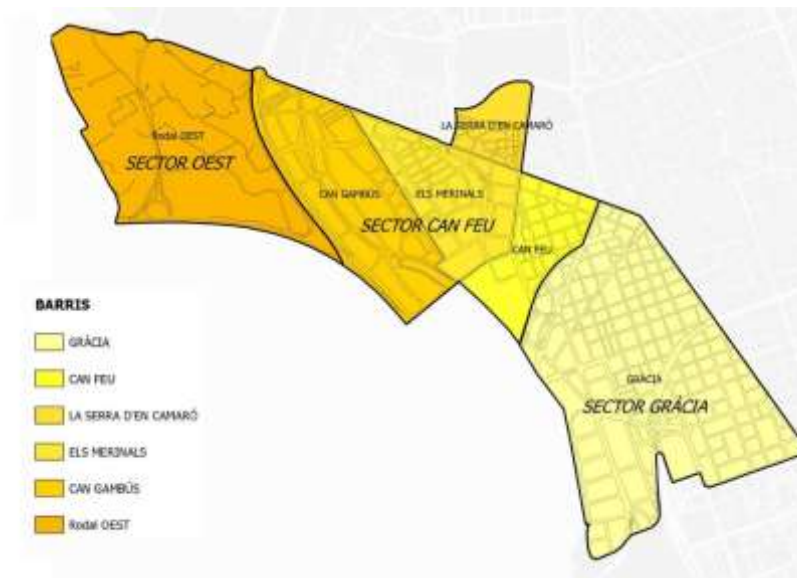 LA SERRA D'EN CAMARÓ
Rodal OEST
SECTOR OEST
CAN GAMBÚS
ELS MERINALS
SECTOR CAN FEU
CAN FEU
GRÀCIA
SECTOR GRÁCIA
BARRIS
GRÀCIA
CAN FEU
LA SERRA D'EN CAMARÓ
ELS MERINALS
CAN GAMBÚS
Rodal OEST